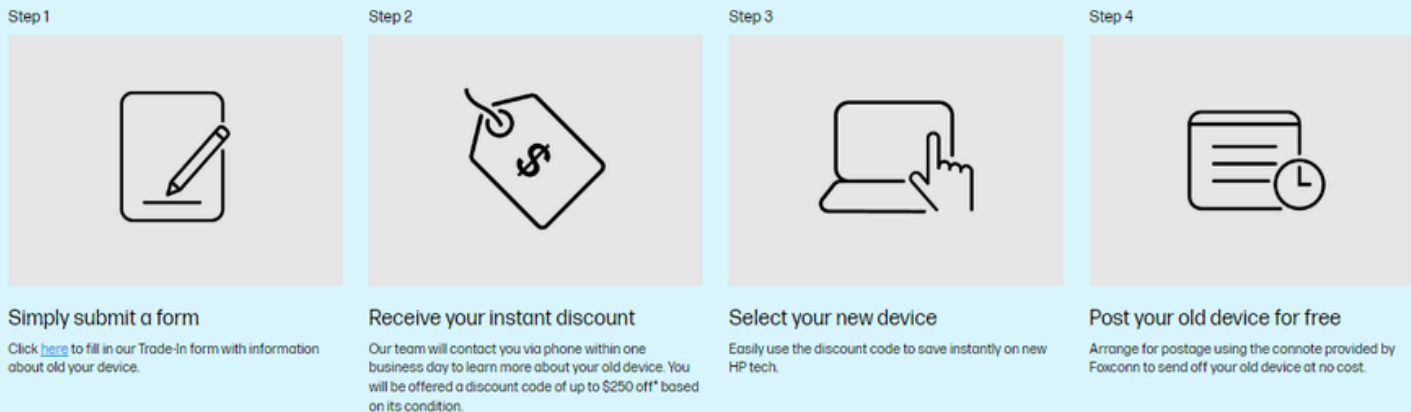 Step 1
Simply submit a form
Click here to fill in our Trade-In form with information
about old your device.
Step 2
$
Receive your instant discount
Our team will contact you via phone within one
business day to learn more about your old device. You
will be offered a discount code of up to $250 off* based
on its condition.
Step 3
Select your new device
Easily use the discount code to save instantly on new
HP tech.
Step 4
Post your old device for free
Arrange for postage using the connote provided by
Foxconn to send off your old device at no cost.